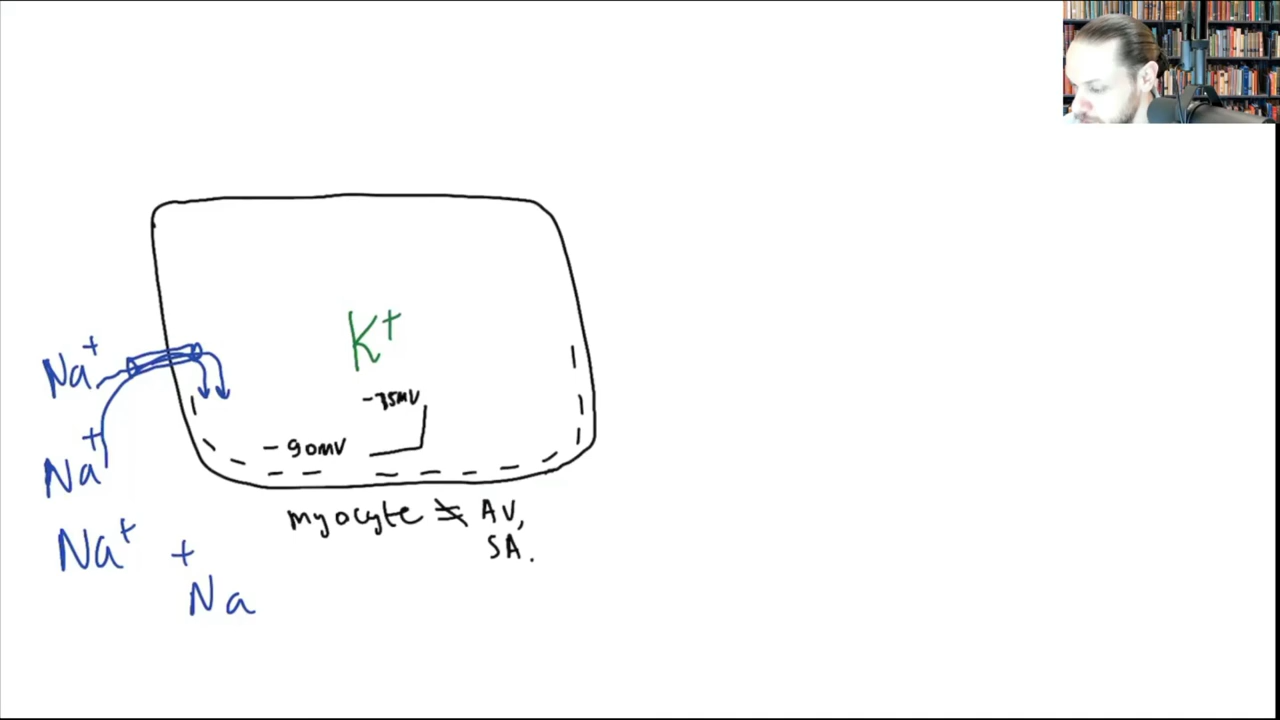 Na+
Na+
Na+
+
Na
K+
-75mV
-90mV
myocyte ≠ AV,
SA.